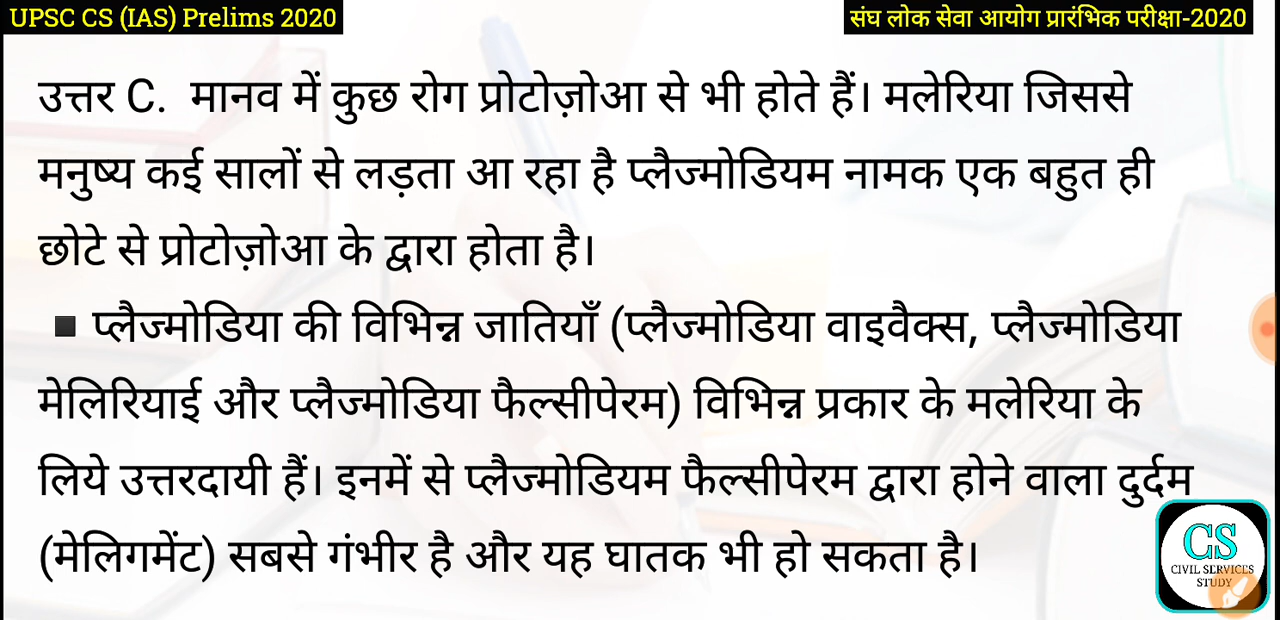 UPSC CS (IAS) Prelims 2020
संघ लोक सेवा आयोग प्रारंभिक परीक्षा-2020
उत्तर C. मानव में कुछ रोग प्रोटोज़ोआ से भी होते हैं। मलेरिया जिससे
मनुष्य कई सालों से लड़ता आ रहा है प्लैज्मोडियम नामक एक बहुत ही
छोटे से प्रोटोज़ोआ के द्वारा होता है।
▪ प्लैज्मोडिया की विभिन्न जातियाँ (प्लैज्मोडिया वाइवैक्स, प्लैज्मोडिया
मेलिरियाई और प्लैज्मोडिया फैल्सीपेरम) विभिन्न प्रकार के मलेरिया के
लिये उत्तरदायी हैं। इनमें से प्लैज्मोडियम फैल्सीपेरम द्वारा होने वाला दुर्दम
(मेलिगमेंट) सबसे गंभीर है और यह घातक भी हो सकता है।
CS
CIVIL SERVICES
STUDY